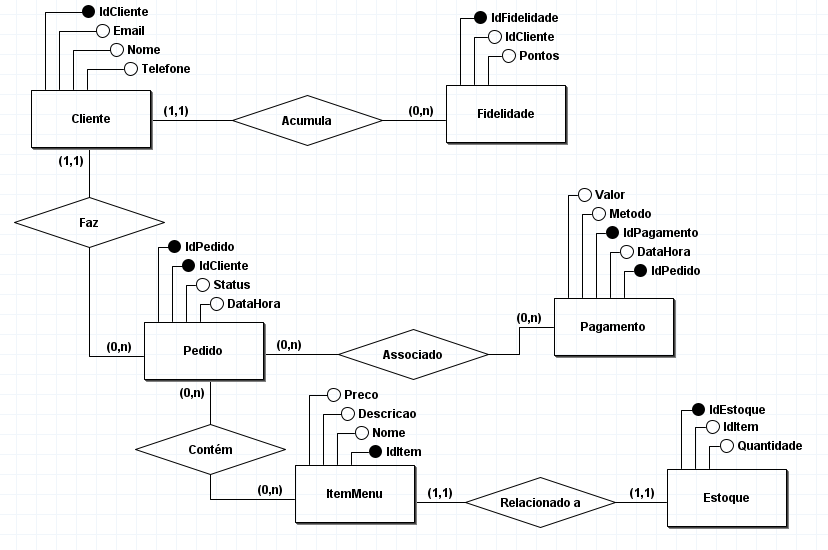 IdCliente
Email
Nome
Telefone
Cliente
(1,1)
Acumula
(0,n)
IdFidelidade
IdCliente
Pontos
Fidelidade
(1,1)
Faz
(0,n)
IdPedido
IdCliente
Status
DataHora
Pedido
(0,n)
Associado
(0,n)
Valor
Metodo
IdPagamento
DataHora
IdPedido
Pagamento
(0,n)
Contém
(0,n)
Preco
Descricao
Nome
IdItem
ItemMenu
(1,1)
Relacionado a
(1,1)
IdEstoque
IdItem
Quantidade
Estoque